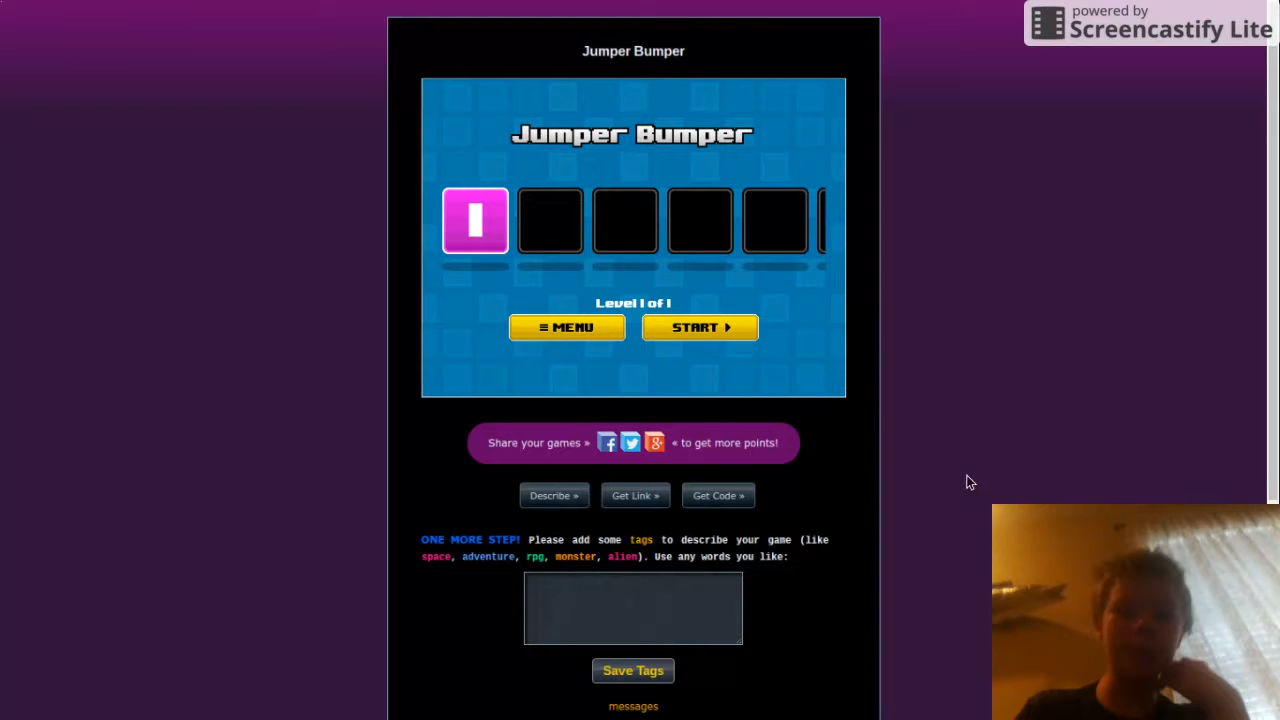 powered by
Screencastify Lite
Jumper Bumper
Jumper Bumper
1
Level 1 of 1
≡ MENU
START
Share your games » « to get more points!
Describe » Get Link » Get Code »
ONE MORE STEP! Please add some tags to describe your game (like
space, adventure, rpg, monster, alien). Use any words you like:
Save Tags
messages